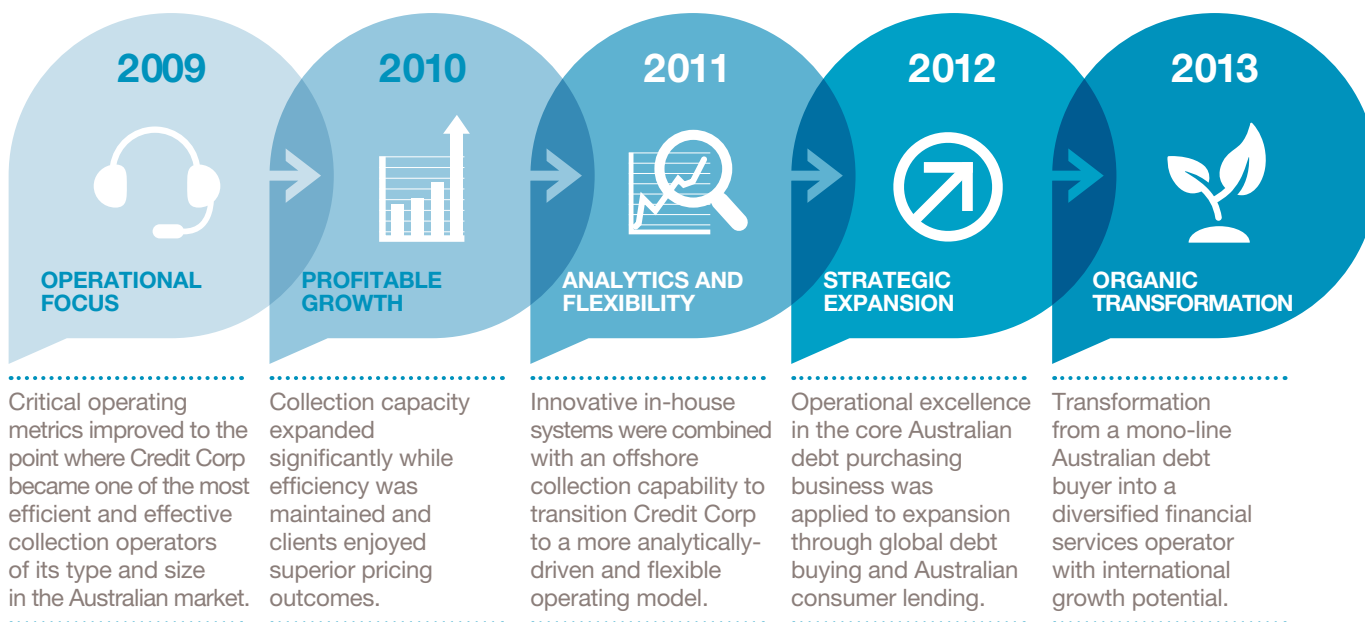 2009
OPERATIONAL
FOCUS
Critical operating
metrics improved to the
point where Credit Corp
became one of the most
efficient and effective
collection operators
of its type and size
in the Australian market.
2010
PROFITABLE
GROWTH
Collection capacity
expanded
significantly while
efficiency was
maintained and
clients enjoyed
superior pricing
outcomes.
2011
ANALYTICS AND
FLEXIBILITY
Innovative in-house
systems were combined
with an offshore
collection capability to
transition Credit Corp
to a more analytically-
driven and flexible
operating model.
2012
STRATEGIC
EXPANSION
Operational excellence
in the core Australian
debt purchasing
business was
applied to expansion
through global debt
buying and Australian
consumer lending.
2013
ORGANIC
TRANSFORMATION
Transformation
from a mono-line
Australian debt
buyer into a
diversified financial
services operator
with international
growth potential.